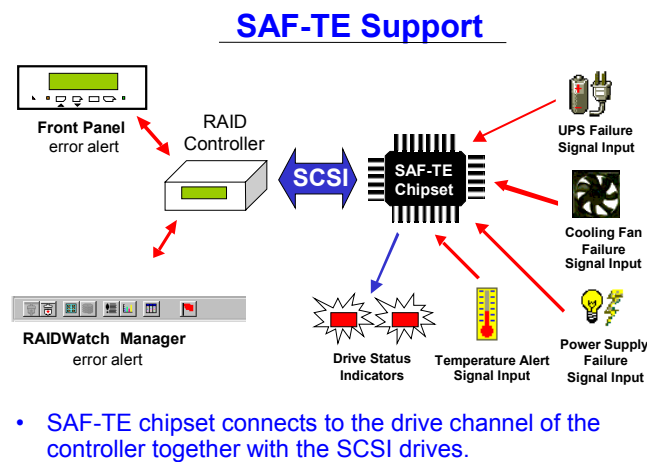 SAF-TE Support
Front Panel
error alert
RAID
Controller
SCSI
SAF-TE
Chipset
UPS Failure
Signal Input
Cooling Fan
Failure
Signal Input
RAIDWatch Manager
error alert
Drive Status
Indicators
Temperature Alert
Signal Input
Power Supply
Failure
Signal Input
• SAF-TE chipset connects to the drive channel of the
controller together with the SCSI drives.